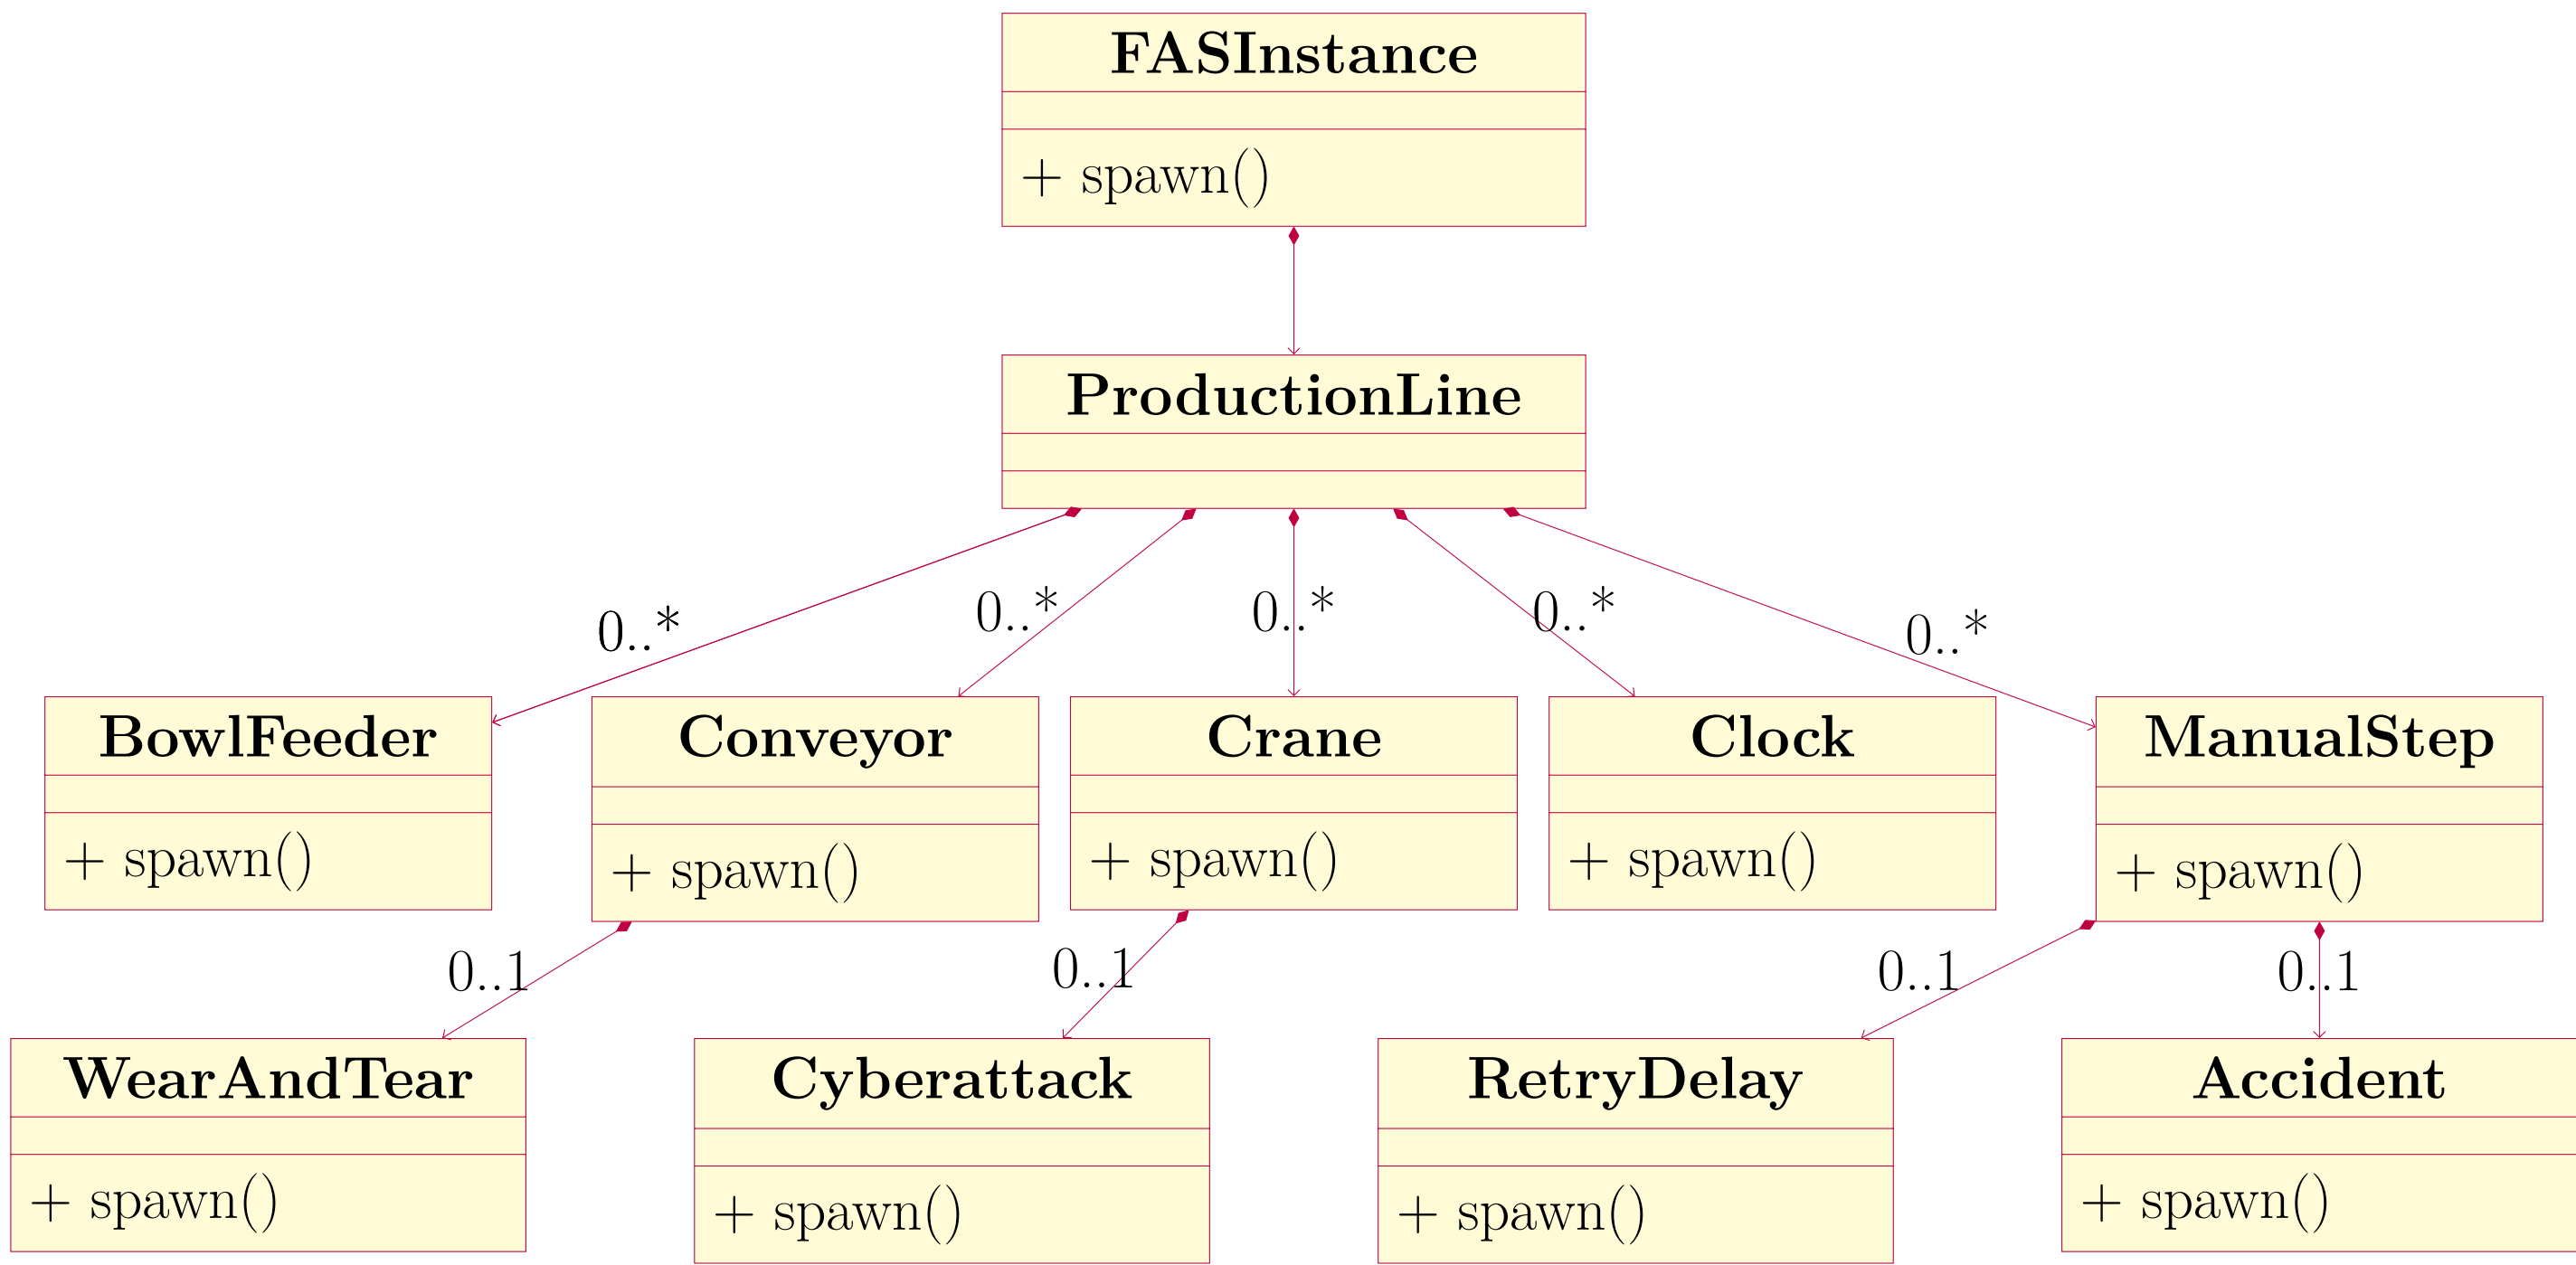 FASInstance
+ spawn()
ProductionLine
0..*
0..*
0..*
0..*
0..*
BowlFeeder
+ spawn()
Conveyor
+ spawn()
Crane
+ spawn()
Clock
+ spawn()
ManualStep
+ spawn()
0..1
0..1
0..1
0..1
WearAndTear
+ spawn()
Cyberattack
+ spawn()
RetryDelay
+ spawn()
Accident
+ spawn()